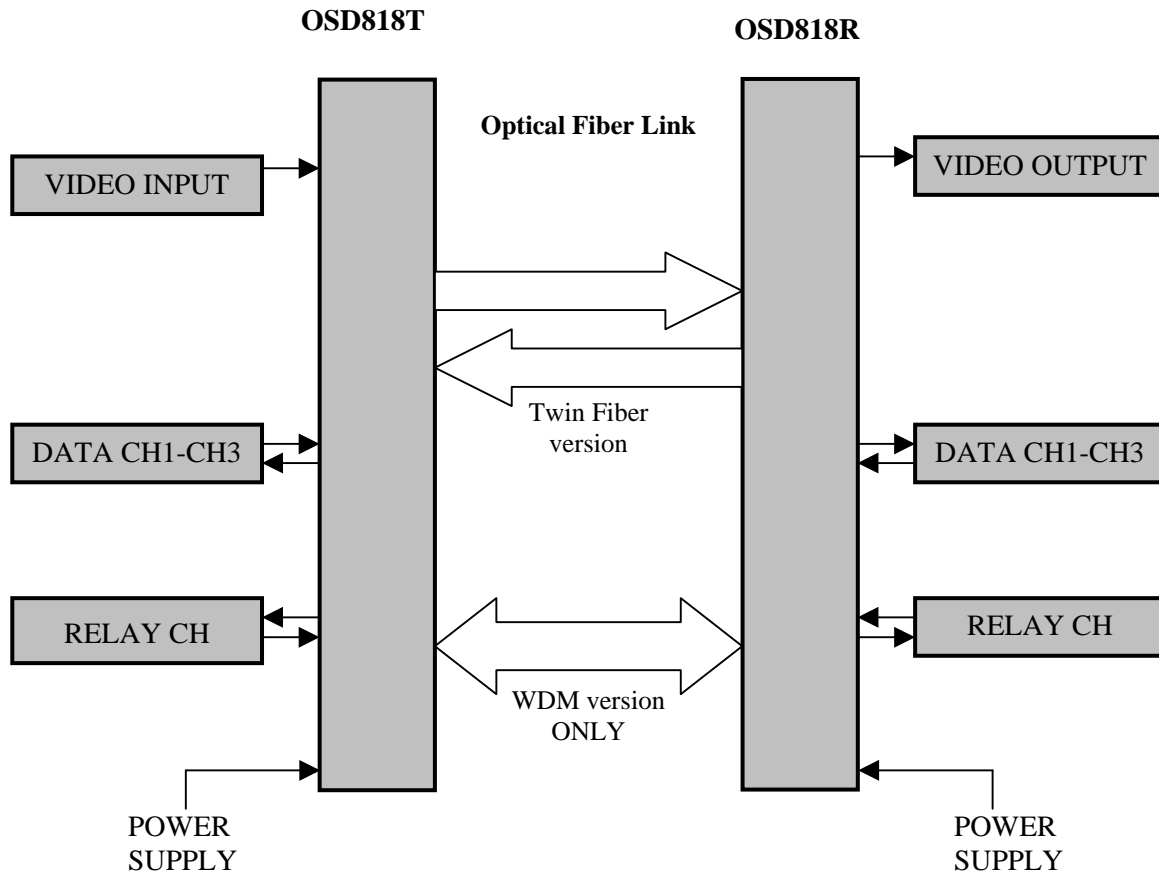 OSD818T
OSD818R
Optical Fiber Link
VIDEO INPUT
VIDEO OUTPUT
Twin Fiber
version
DATA CH1-CH3
DATA CH1-CH3
RELAY CH
RELAY CH
WDM version
ONLY
POWER
SUPPLY
POWER
SUPPLY